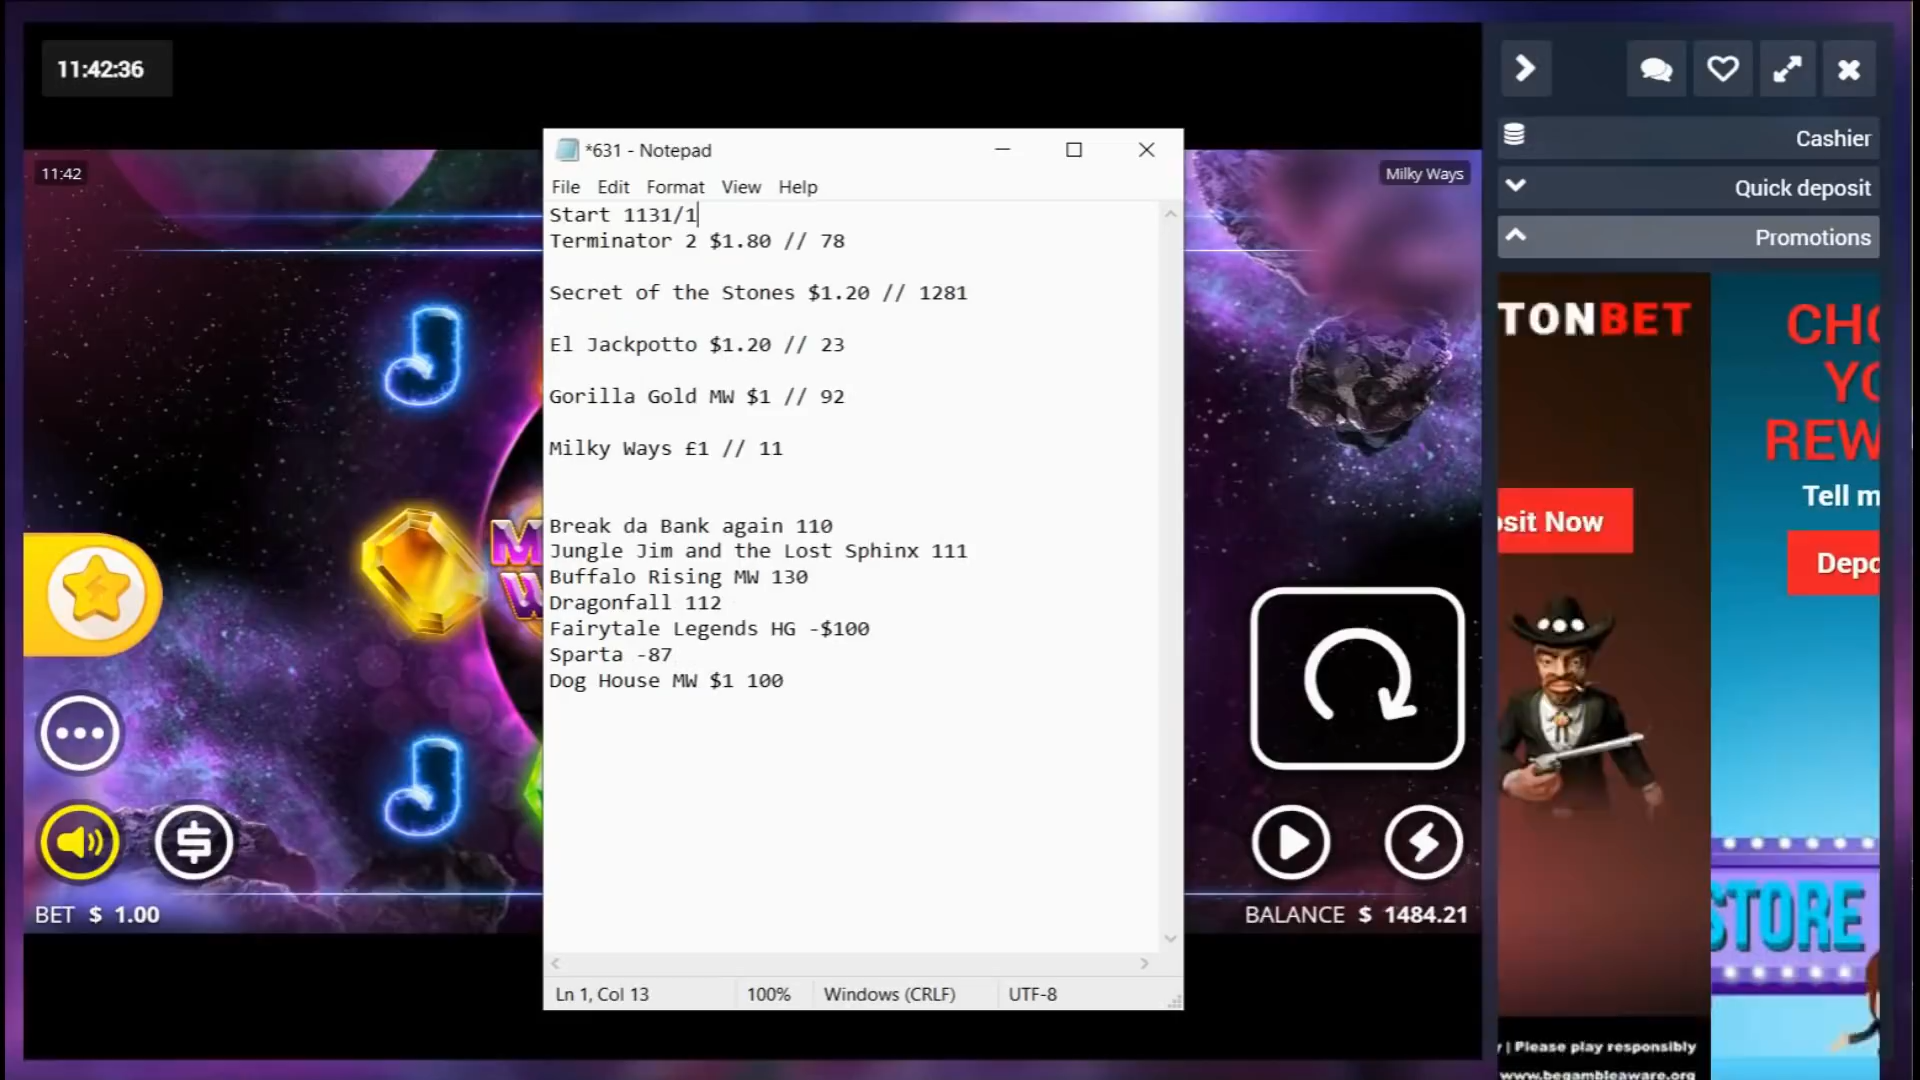 11:42:36
11:42
Milky Ways
*631 - Notepad
File Edit Format View Help
Start 1131/1
Terminator 2 $1.80 // 78
Secret of the Stones $1.20 // 1281
El Jackpotto $1.20 // 23
Gorilla Gold MW $1 // 92
Milky Ways £1 // 11
Break da Bank again 110
Jungle Jim and the Lost Sphinx 111
Buffalo Rising MW 130
Dragonfall 112
Fairytale Legends HG -$100
Sparta -87
Dog House MW $1 100
Ln 1, Col 13 100% Windows (CRLF) UTF-8
BET $ 1.00
BALANCE $ 1484.21
Cashier
Quick deposit
Promotions
TONBET
osit Now
| Please play responsibly
www.begambleaware.org
CHO
YO
REW
Tell m
Depo
STORE